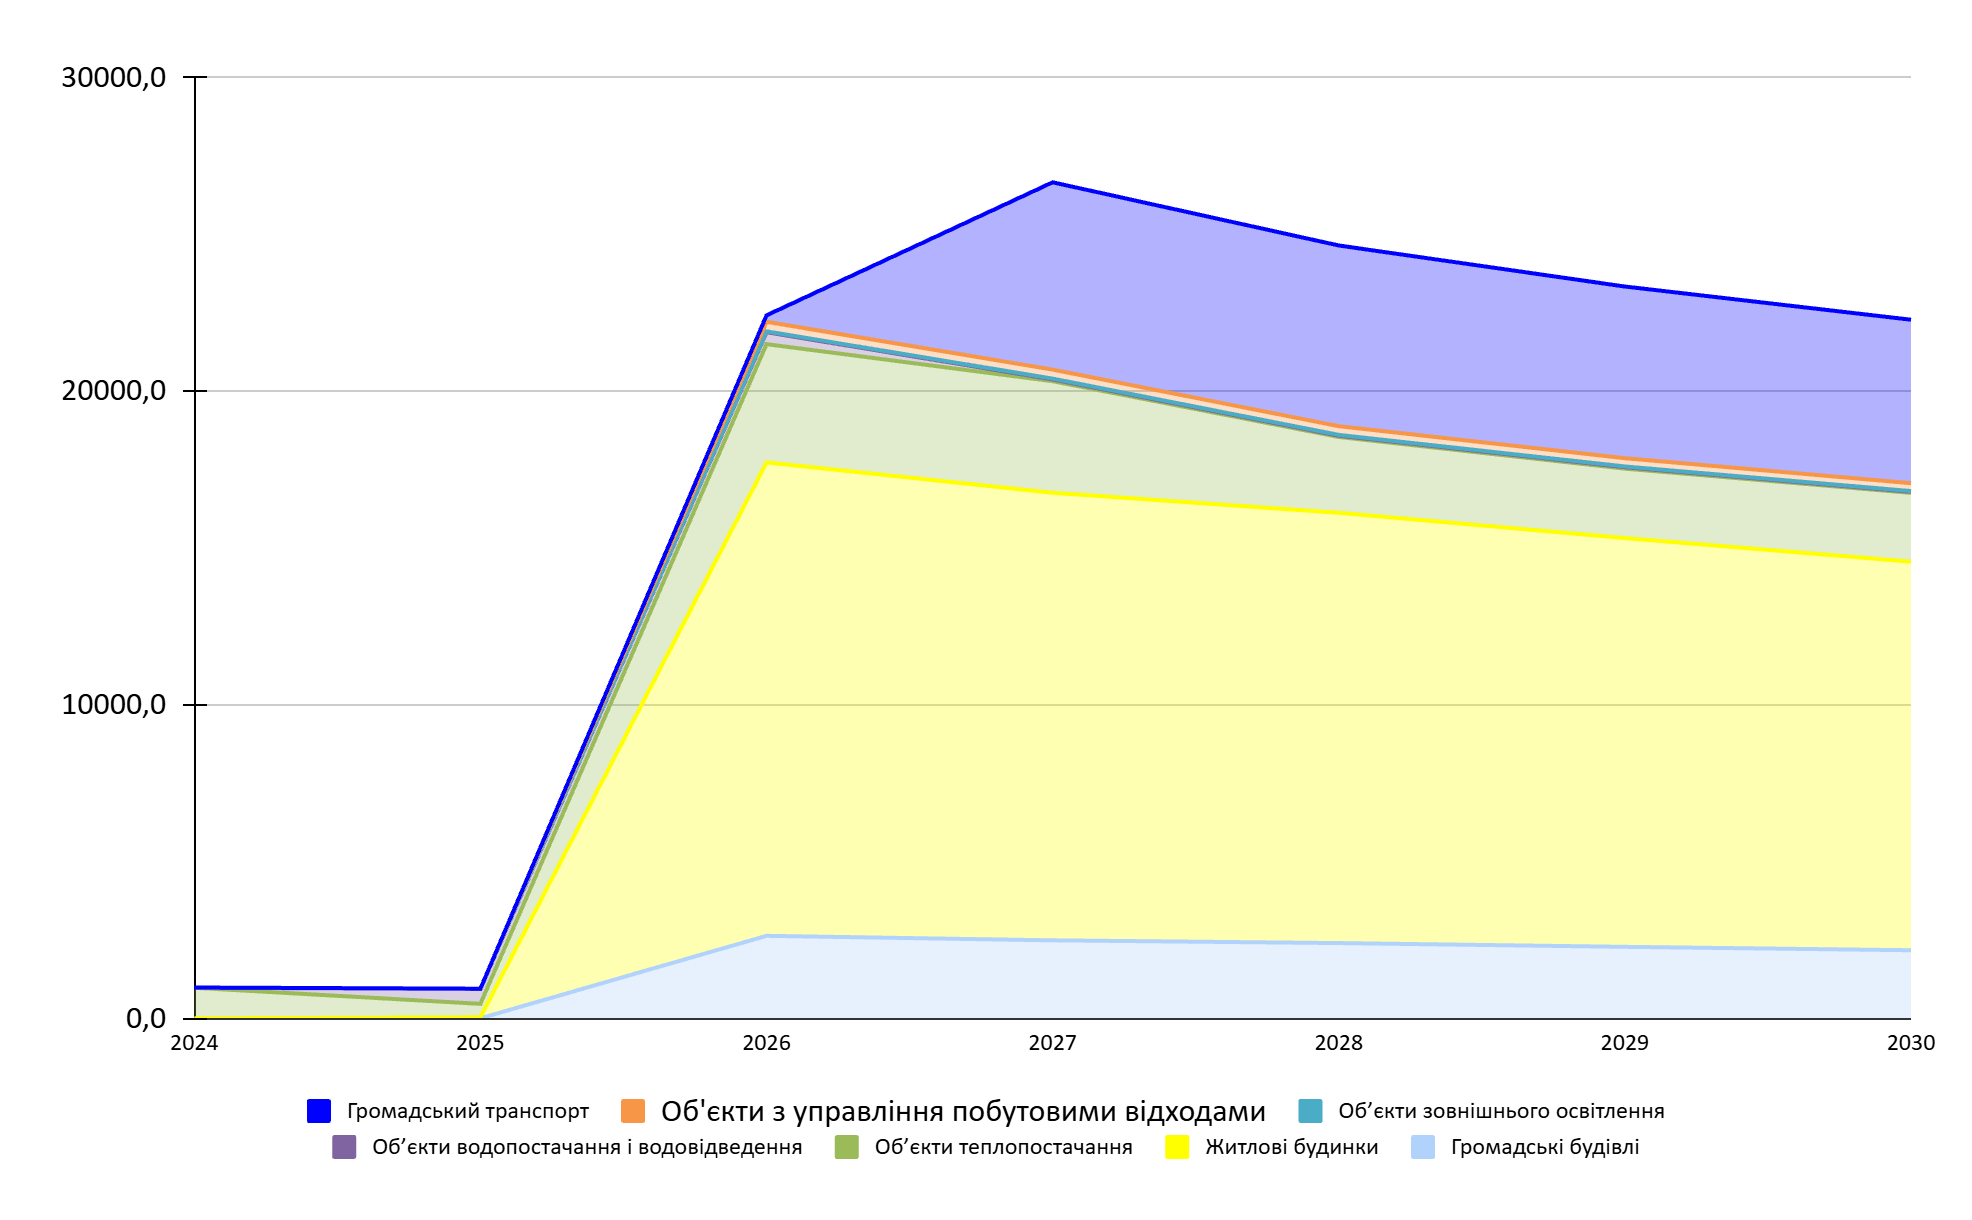 30000,0
20000,0
10000,0
0,0
2024 2025 2026 2027 2028 2029 2030
Громадський транспорт Об'єкти з управління побутовими відходами Об’єкти зовнішнього освітлення
Об’єкти водопостачання і водовідведення Об’єкти теплопостачання Житлові будинки Громадські будівлі